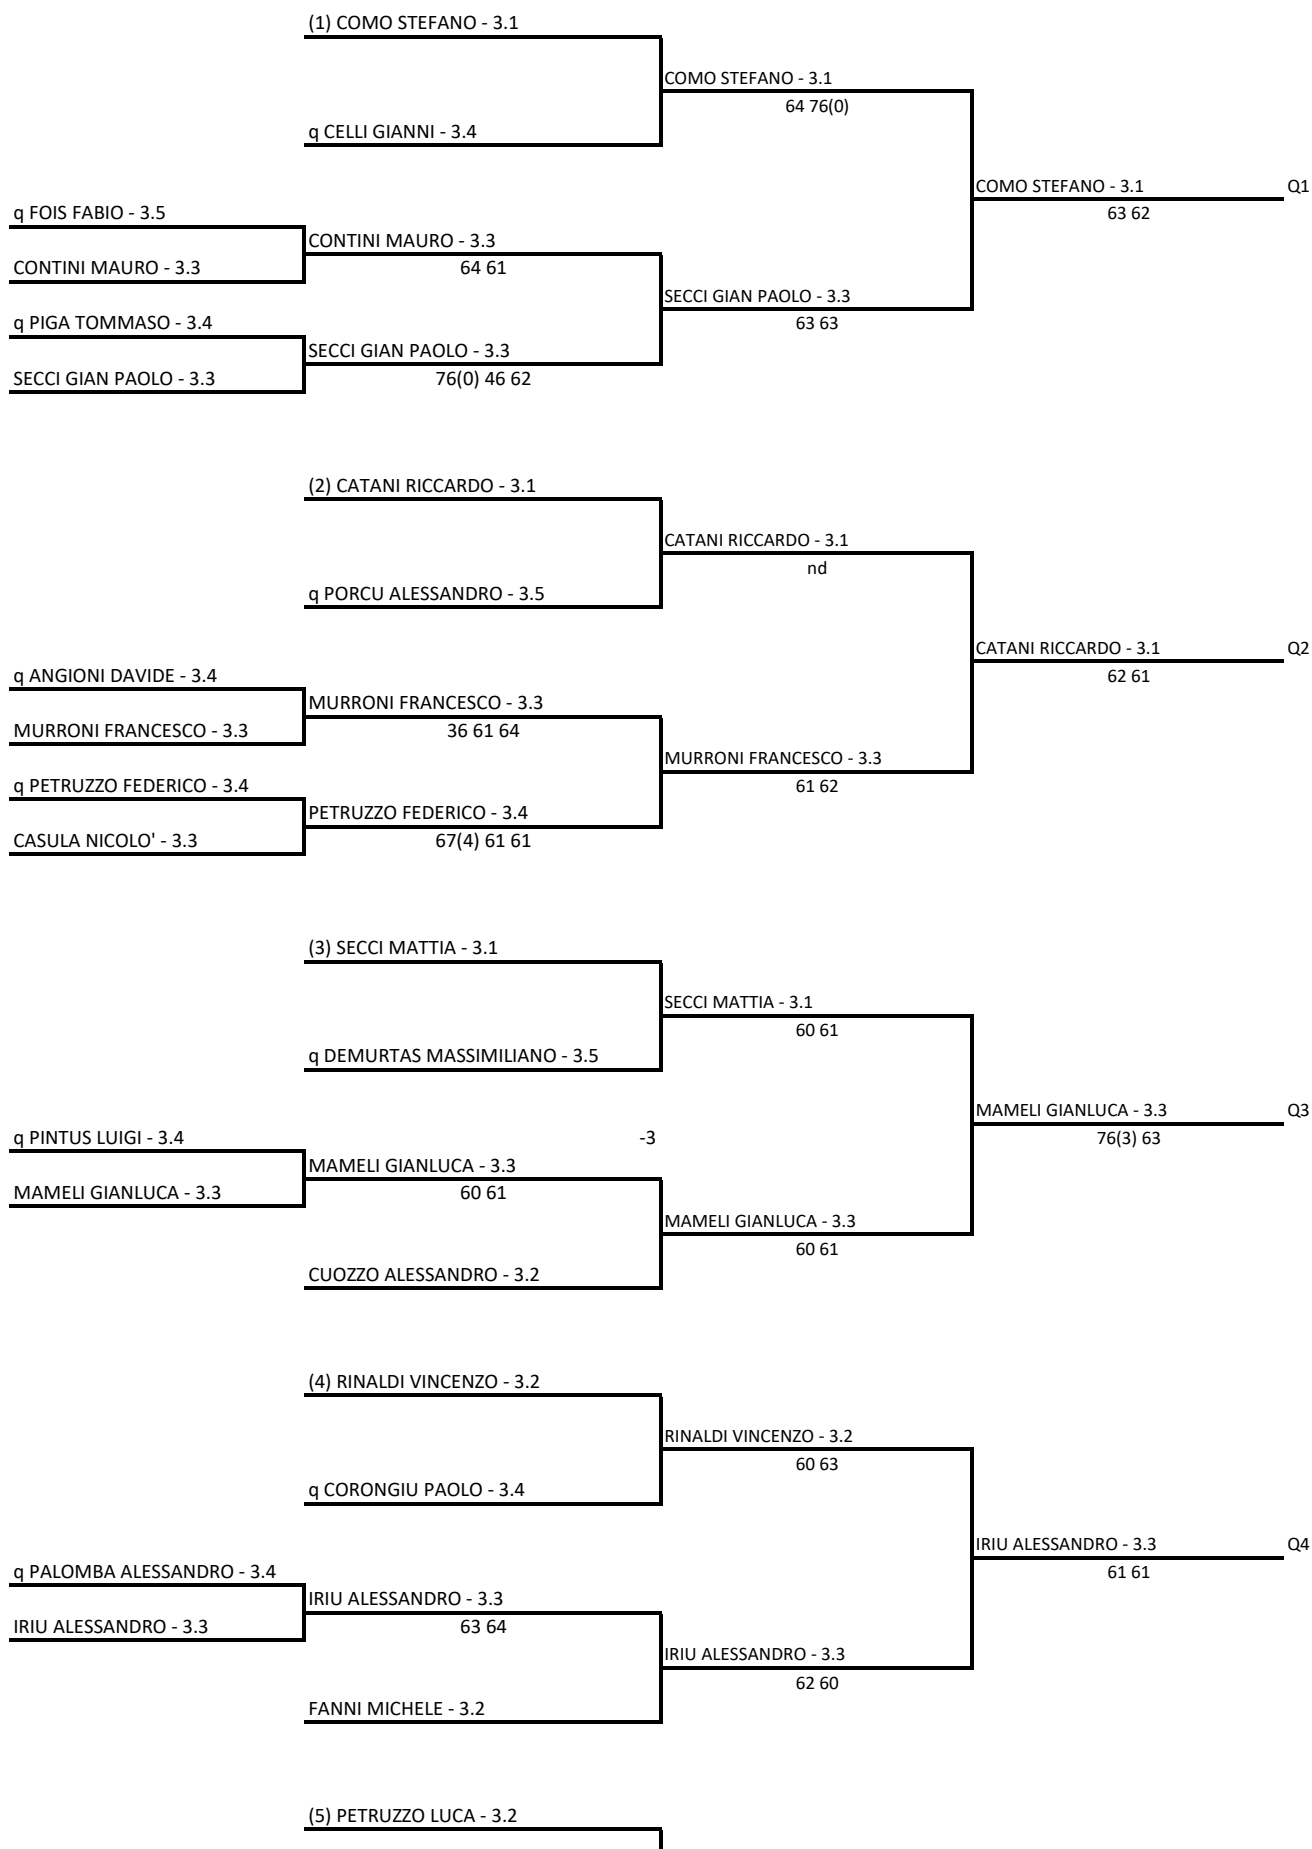 (1) COMO STEFANO - 3.1
COMO STEFANO - 3.1
64 76(0)
q CELLI GIANNI - 3.4
COMO STEFANO - 3.1 Q1
63 62
q FOIS FABIO - 3.5
CONTINI MAURO - 3.3
64 61
CONTINI MAURO - 3.3
SECCI GIAN PAOLO - 3.3
63 63
q PIGA TOMMASO - 3.4
SECCI GIAN PAOLO - 3.3
76(0) 46 62
SECCI GIAN PAOLO - 3.3
(2) CATANI RICCARDO - 3.1
CATANI RICCARDO - 3.1
nd
q PORCU ALESSANDRO - 3.5
CATANI RICCARDO - 3.1 Q2
62 61
q ANGIONI DAVIDE - 3.4
MURRONI FRANCESCO - 3.3
36 61 64
MURRONI FRANCESCO - 3.3
MURRONI FRANCESCO - 3.3
61 62
q PETRUZZO FEDERICO - 3.4
PETRUZZO FEDERICO - 3.4
67(4) 61 61
CASULA NICOLO' - 3.3
(3) SECCI MATTIA - 3.1
SECCI MATTIA - 3.1
60 61
q DEMURTAS MASSIMILIANO - 3.5
MAMELI GIANLUCA - 3.3 Q3
76(3) 63
q PINTUS LUIGI - 3.4
-3
MAMELI GIANLUCA - 3.3
60 61
MAMELI GIANLUCA - 3.3
MAMELI GIANLUCA - 3.3
60 61
CUOZZO ALESSANDRO - 3.2
(4) RINALDI VINCENZO - 3.2
RINALDI VINCENZO - 3.2
60 63
q CORONGIU PAOLO - 3.4
IRIU ALESSANDRO - 3.3 Q4
61 61
q PALOMBA ALESSANDRO - 3.4
IRIU ALESSANDRO - 3.3
63 64
IRIU ALESSANDRO - 3.3
IRIU ALESSANDRO - 3.3
62 60
FANNI MICHELE - 3.2
(5) PETRUZZO LUCA - 3.2